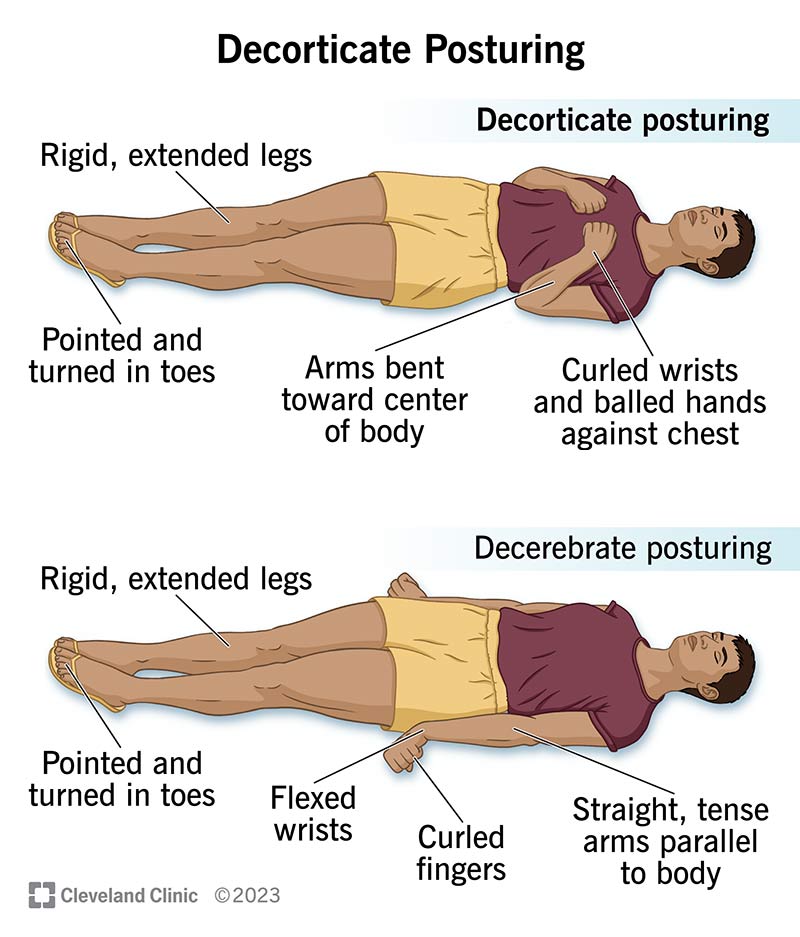 Decorticate Posturing
Decorticate posturing
Rigid, extended legs
Pointed and
turned in toes
Arms bent
toward center
of body
Curled wrists
and balled hands
against chest
Decerebrate posturing
Rigid, extended legs
Pointed and
turned in toes
Flexed
wrists
Curled
fingers
Straight, tense
arms parallel
to body
Cleveland Clinic ©2023